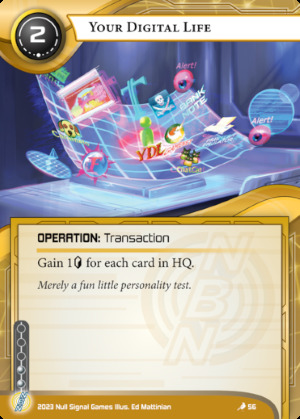 2
Your Digital Life
Alert!
Alert!
YDL
ChatCat
OPERATION: Transaction
Gain 1 for each card in HQ.
Merely a fun little personality test.
NBN
2023 Null Signal Games Illus. Ed Mattinian
56